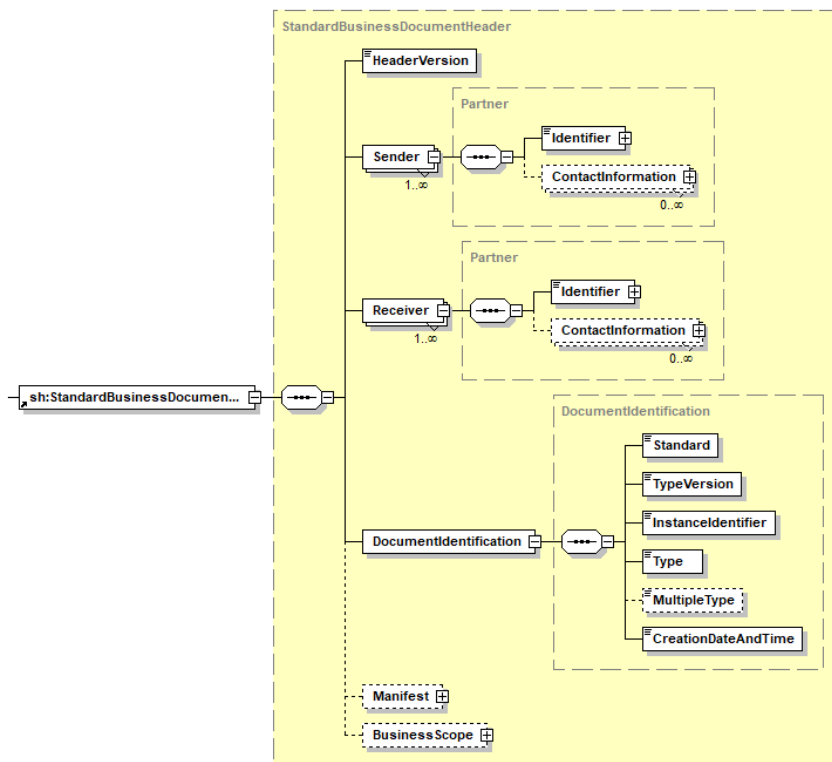 StandardBusinessDocumentHeader
HeaderVersion
Partner
Sender
1..∞
Identifier
ContactInformation
0..∞
Partner
Receiver
1..∞
Identifier
ContactInformation
0..∞
sh:StandardBusinessDocumen...
DocumentIdentification
DocumentIdentification
Standard
TypeVersion
InstanceIdentifier
Type
MultipleType
CreationDateAndTime
Manifest
BusinessScope